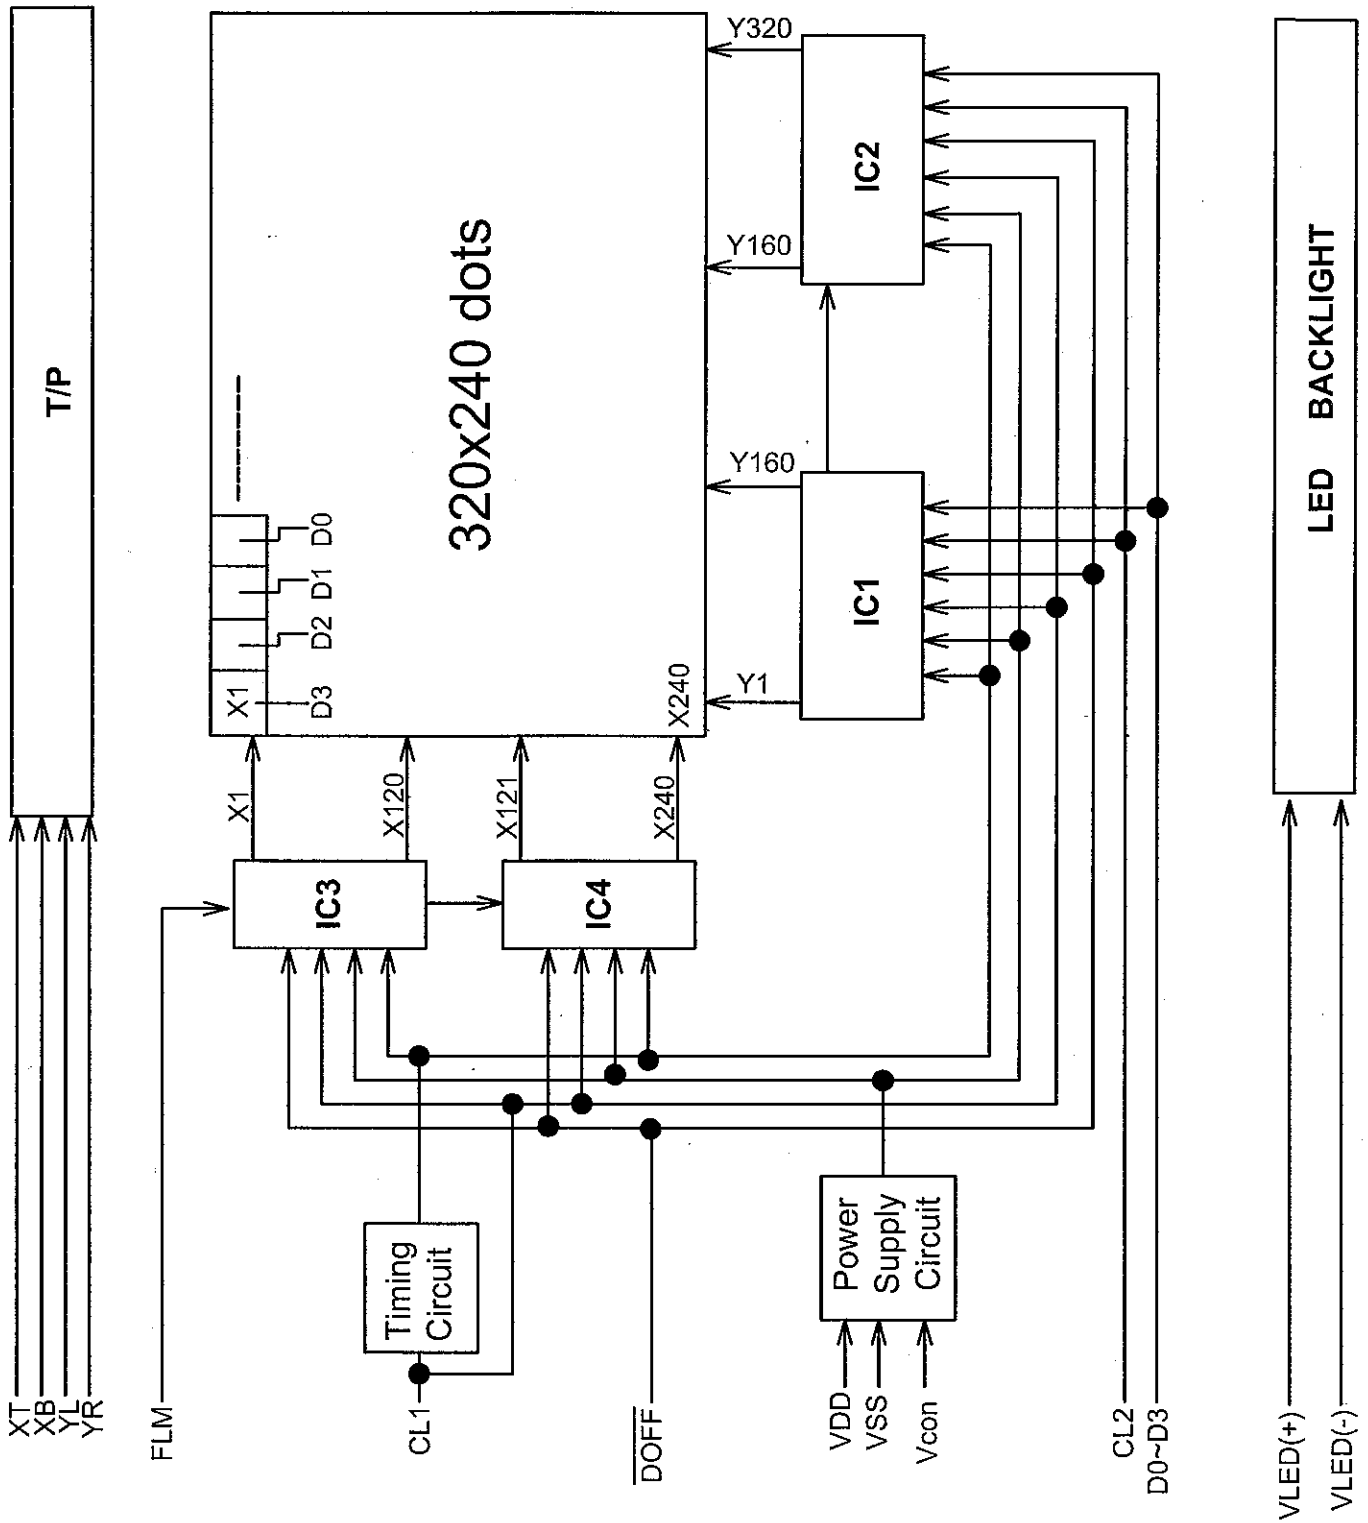 XT
XB
YL
YR
T/P
FLM
IC3
X1
X120
X1
D3
D2
D1
D0
320x240 dots
CL1
Timing
Circuit
IC4
X121
X240
X240
DOFF
Y1
Y160
Y160
Y320
IC1
IC2
VDD
VSS
Vcon
Power
Supply
Circuit
CL2
D0~D3
VLED(+)
VLED(-)
LED BACKLIGHT